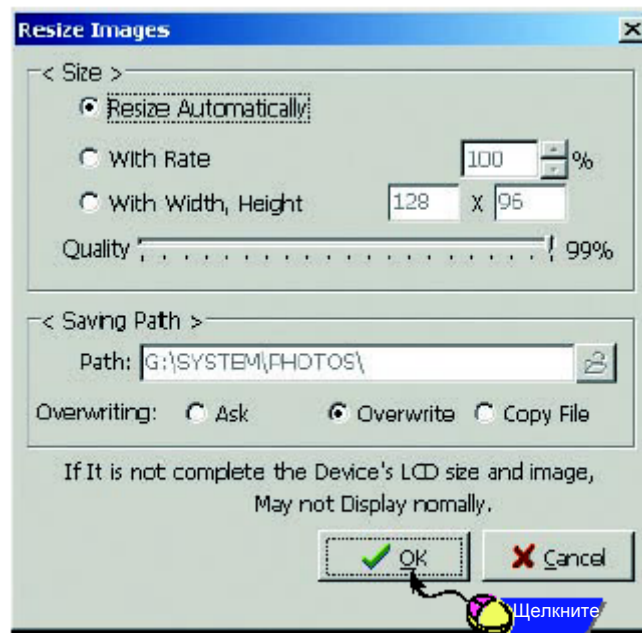 Resize Images
< Size >
Resize Automatically
With Rate 100 %
With Width, Height 128 X 96
Quality 99%
< Saving Path >
Path: G:\SYSTEM\PHOTOS\
Overwriting: Ask Overwrite Copy File
If It is not complete the Device's LCD size and image,
May not Display nomally.
OK Cancel
Щелкните